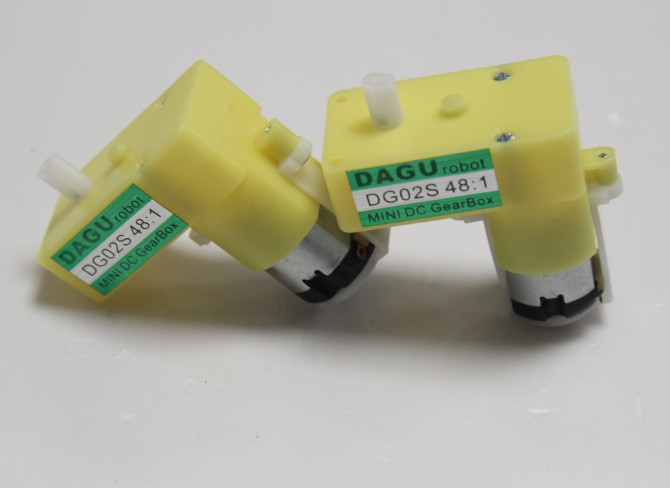 DAGU robot
DG02S 48:1
MINI DC GearBox
DAGU robot
DG02S 48:1
MINI DC GearBox